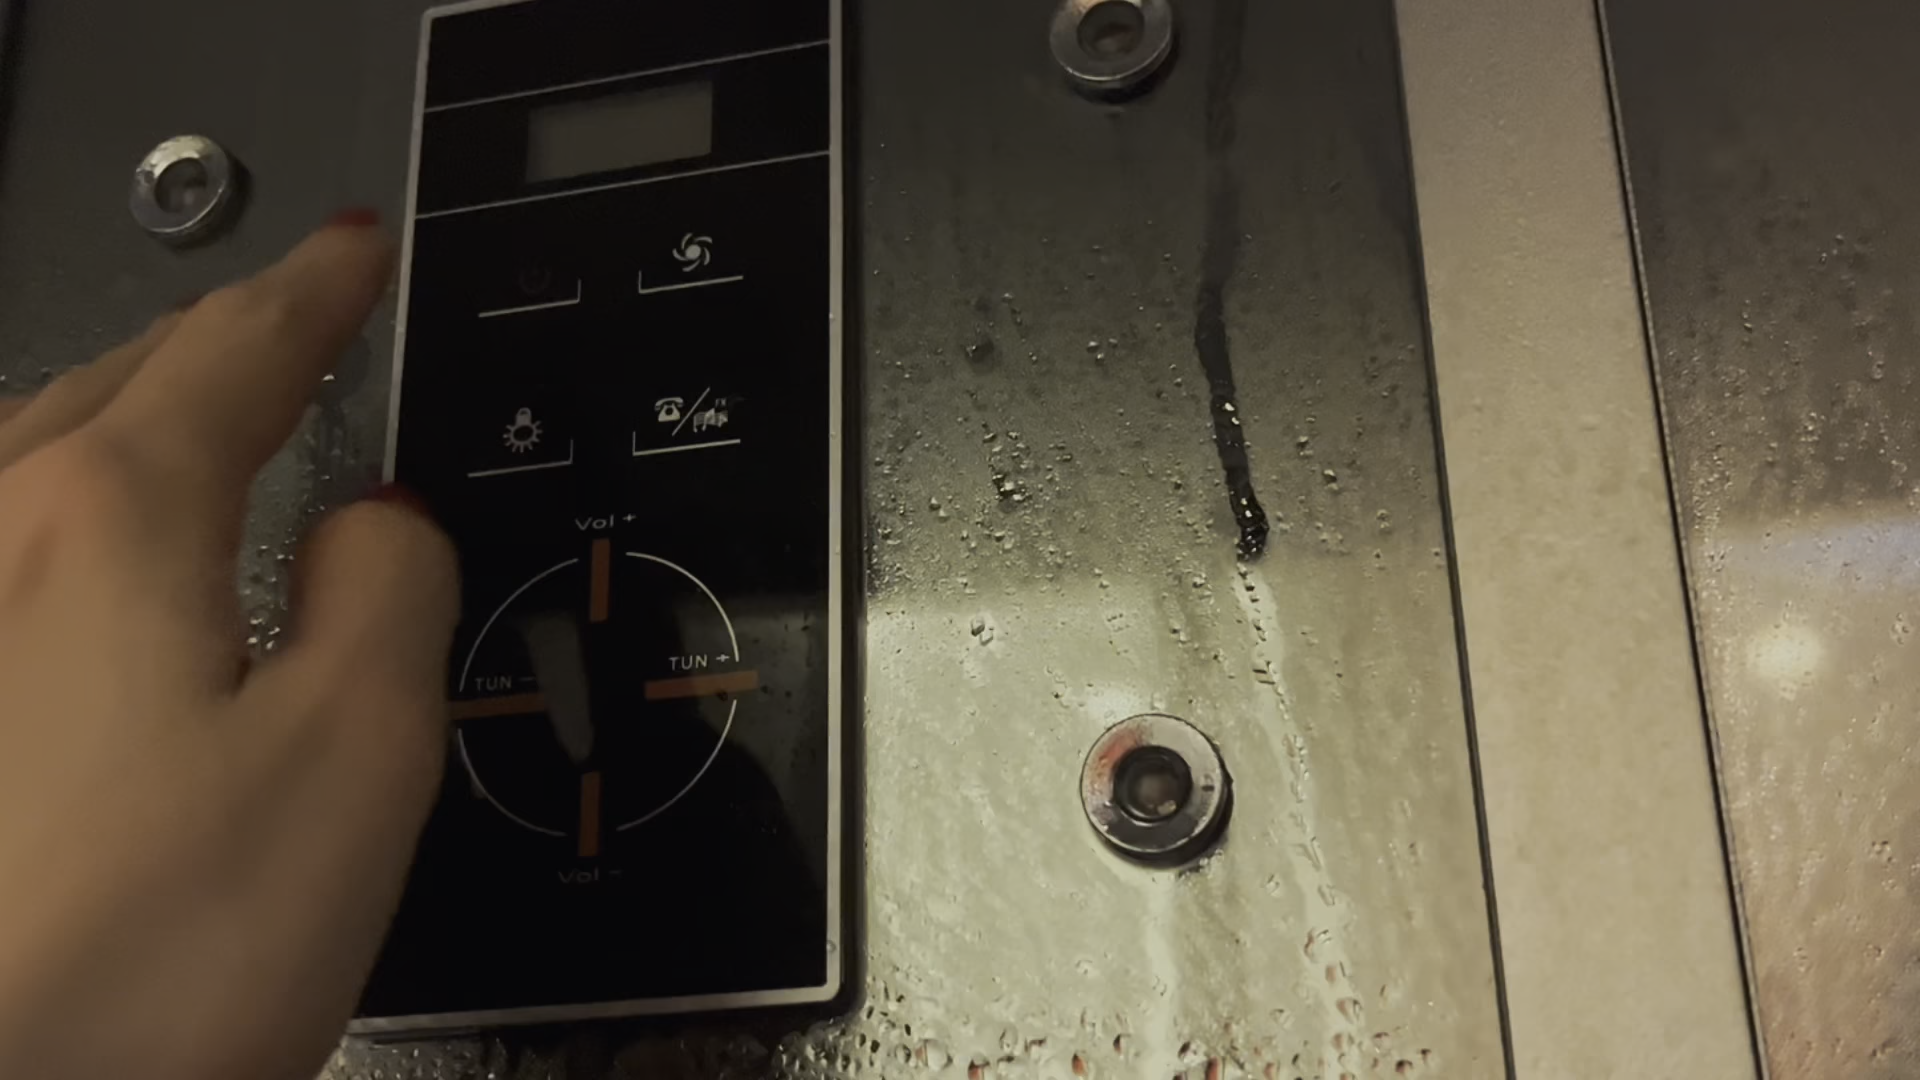 Vol +
TUN −
TUN +
Vol −